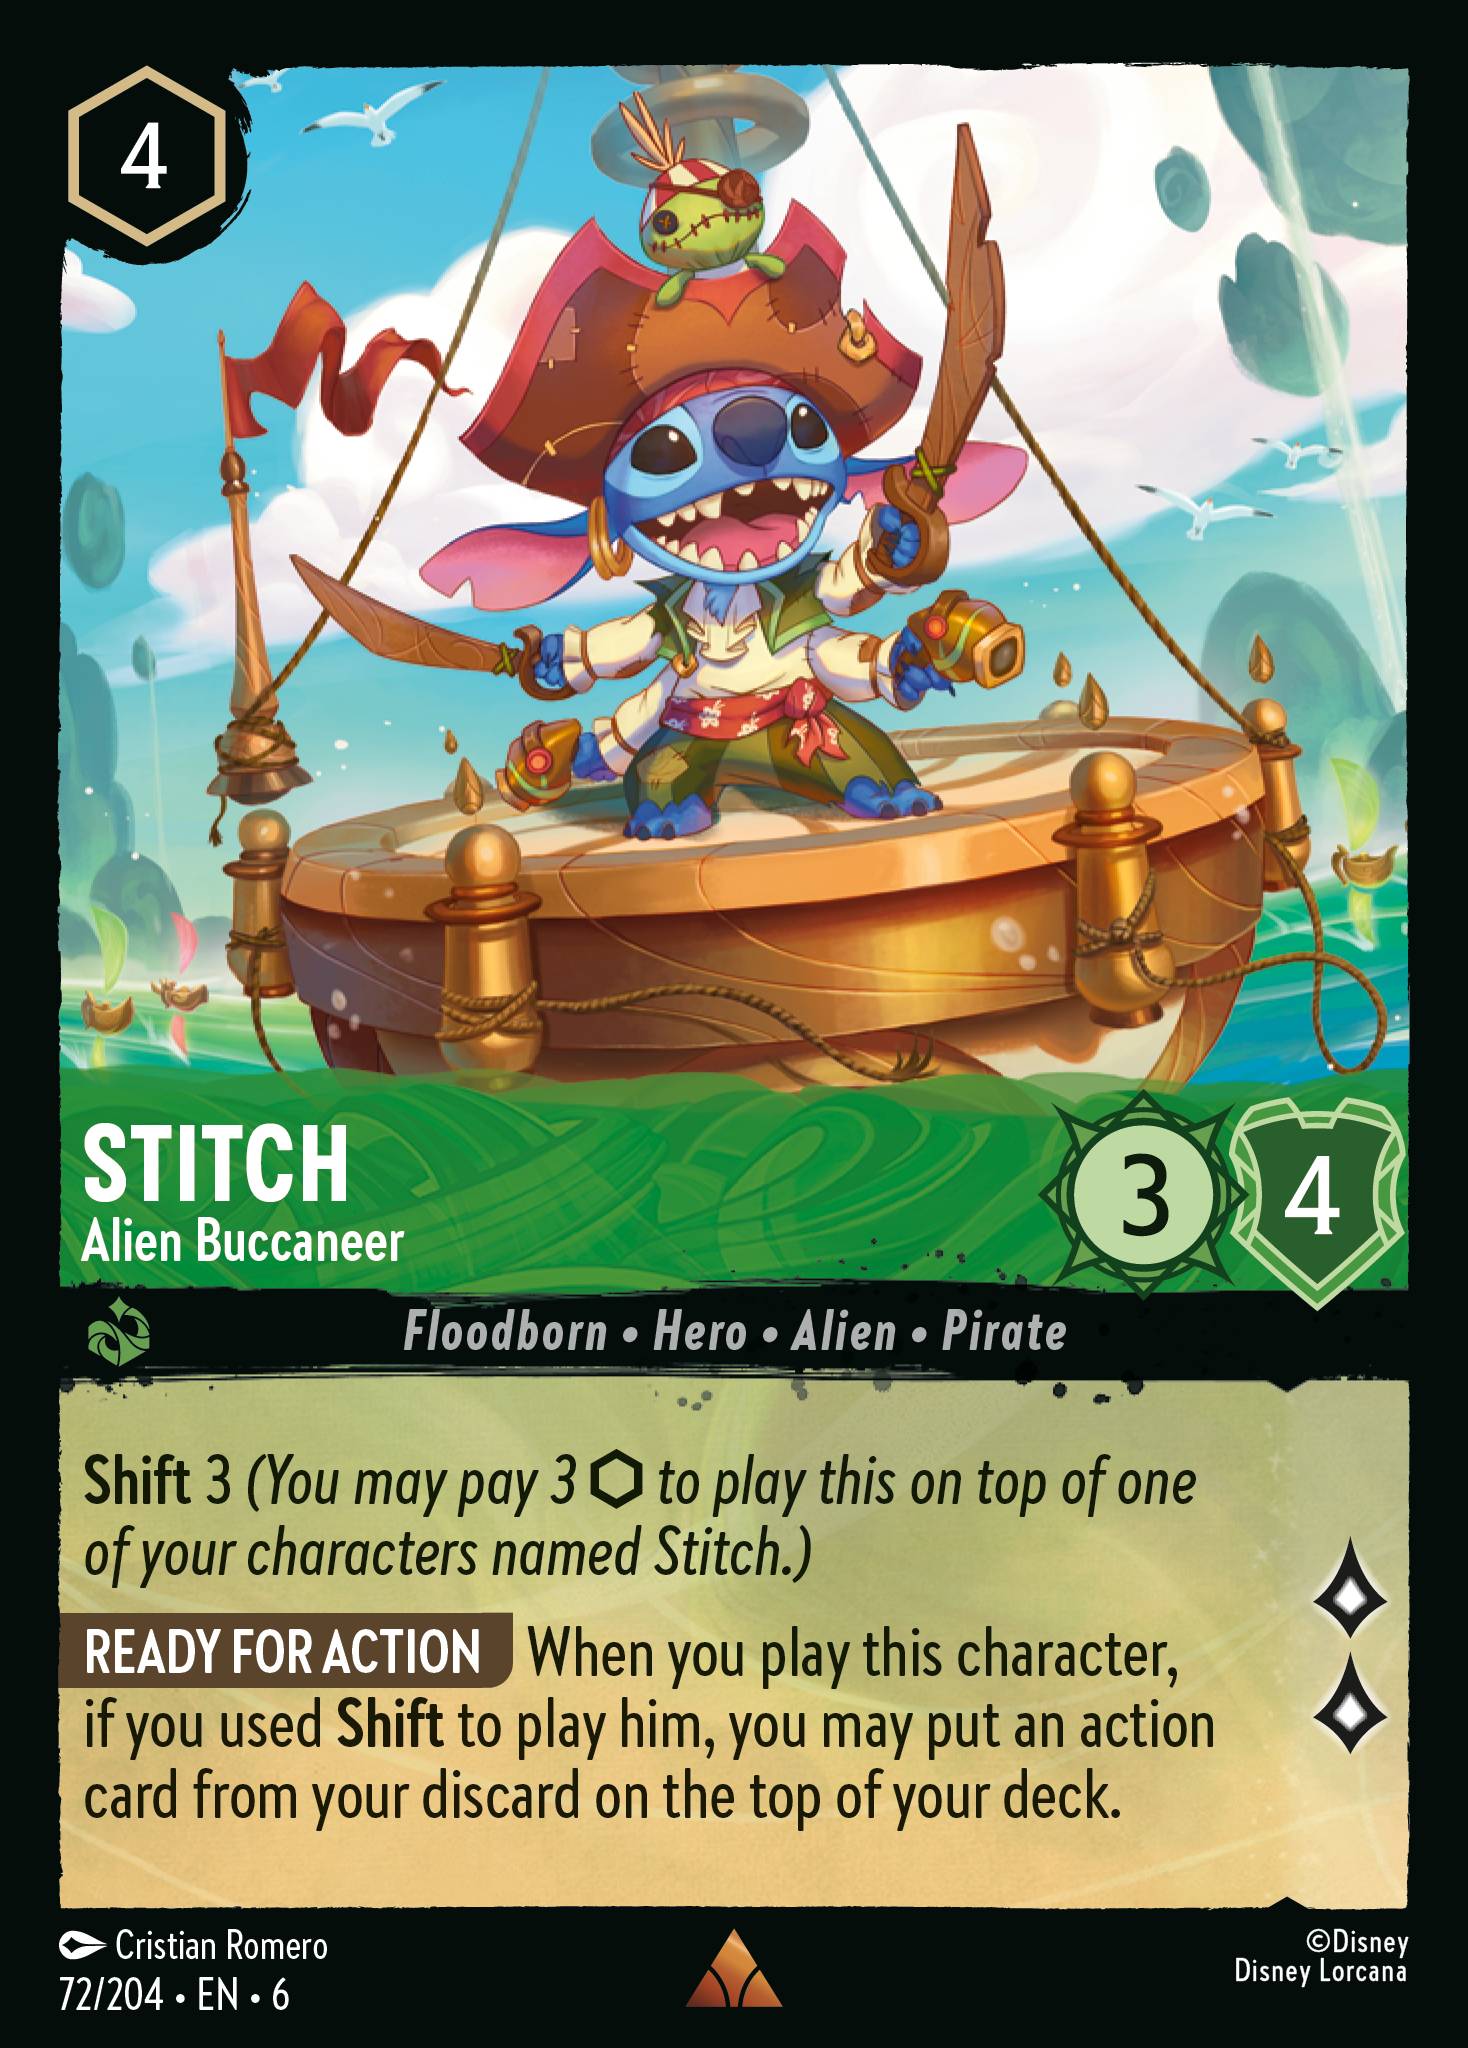 4
STITCH
Alien Buccaneer
3
4
Floodborn • Hero • Alien • Pirate
Shift 3 (You may pay 3 ⬡ to play this on top of one
of your characters named Stitch.)
READY FOR ACTION When you play this character,
if you used Shift to play him, you may put an action
card from your discard on the top of your deck.
Cristian Romero
72/204 • EN • 6
©Disney
Disney Lorcana